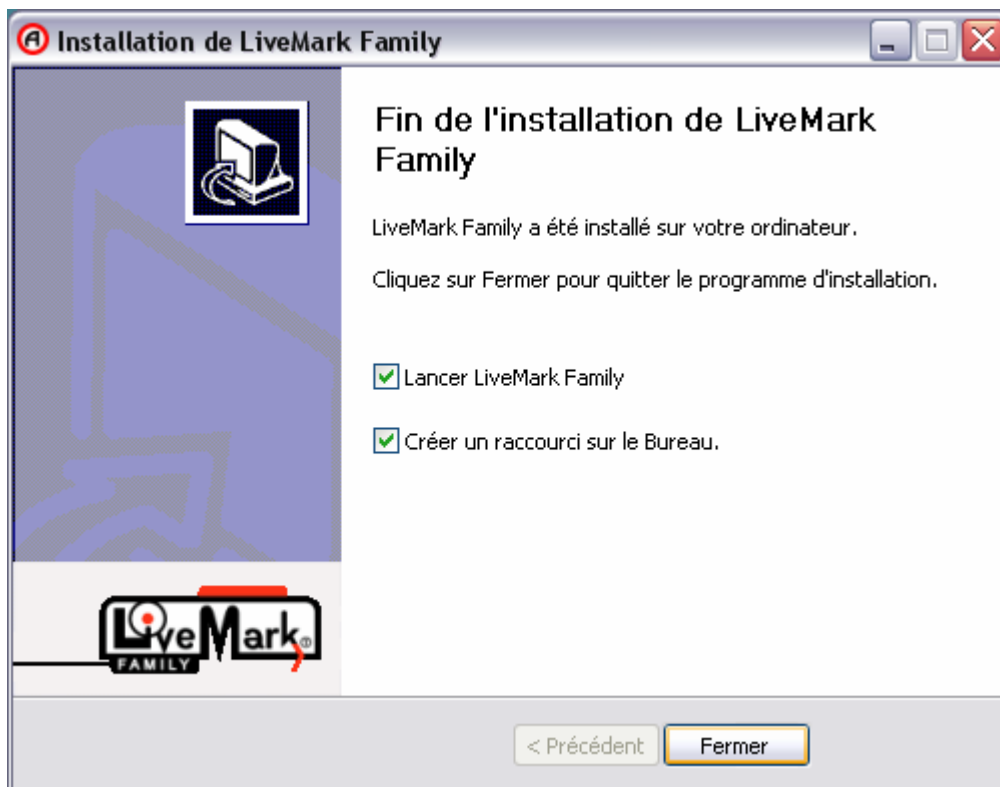 Installation de LiveMark Family
Fin de l'installation de LiveMark
Family
LiveMark Family a été installé sur votre ordinateur.
Cliquez sur Fermer pour quitter le programme d'installation.
Lancer LiveMark Family
Créer un raccourci sur le Bureau.
LiveMark®
FAMILY
< Précédent
Fermer